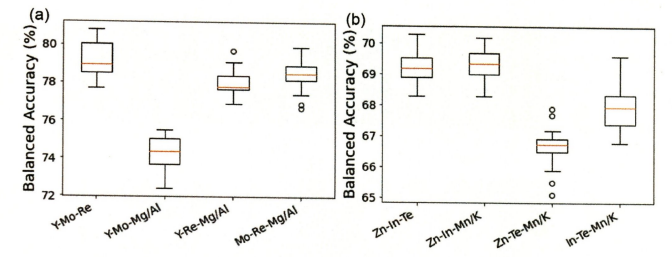 (a)
Balanced Accuracy (%)
80
78
76
74
72
Y-Mo-Re
Y-Mo-Mg/Al
Y-Re-Mg/Al
Mo-Re-Mg/Al
(b)
Balanced Accuracy (%)
70
69
68
67
66
65
Zn-In-Te
Zn-In-Mn/K
Zn-Te-Mn/K
In-Te-Mn/K